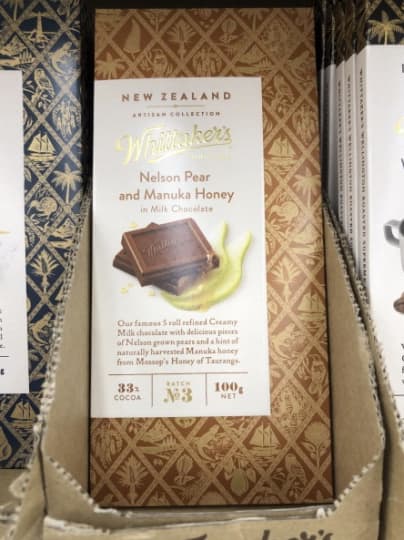 NEW ZEALAND
ARTISAN COLLECTION
Whittaker's
Nelson Pear
and Manuka Honey
in Milk Chocolate
Whittaker's
Our famous 5 roll refined Creamy
Milk chocolate with delicious pieces
of Nelson grown pears and a hint of
naturally harvested Manuka honey
from Mossop's Honey of Tauranga.
33% BATCH 100g
COCOA Nº3 NET